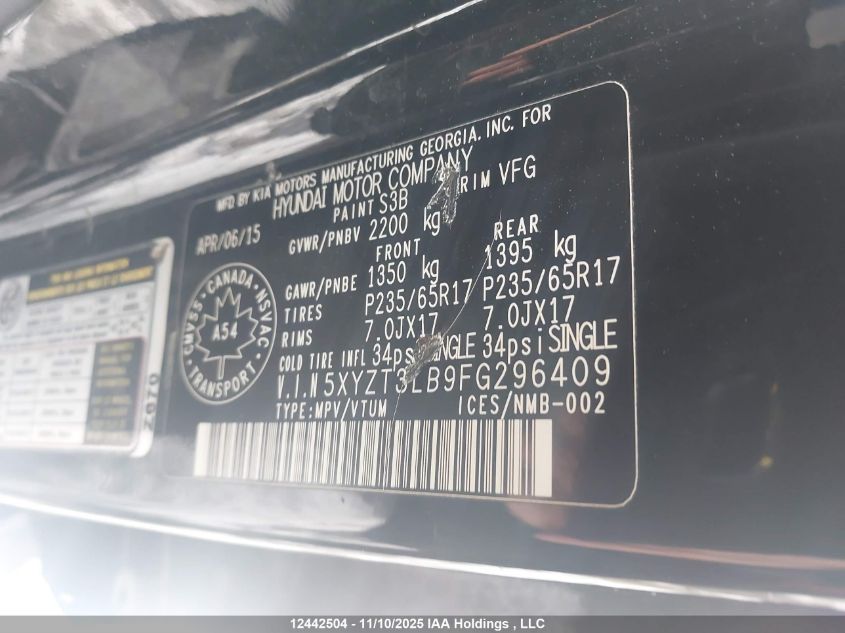 MFD. BY KIA MOTORS MANUFACTURING GEORGIA. INC. FOR
HYUNDAI MOTOR COMPANY
PAINT S3B TRIM VFG
APR/06/15
GVWR/PNBV 2200 kg
FRONT REAR
GAWR/PNBE 1350 kg 1395 kg
TIRES P235/65R17 P235/65R17
RIMS 7.0JX17 7.0JX17
COLD TIRE INFL 34psi SINGLE 34psi SINGLE
V.I.N 5XYZT3LB9FG296409
TYPE:MPV/VTUM ICES/NMB-002
CMVSS · CANADA · NSVAC
A54
· TRANSPORT ·
Z070
12442504 - 11/10/2025 IAA Holdings , LLC